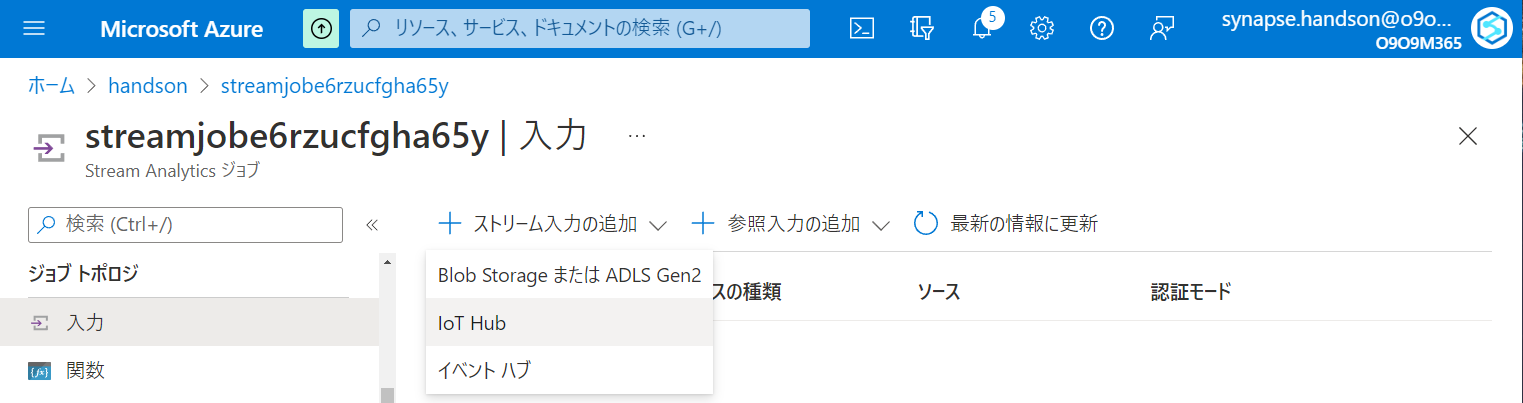 Microsoft Azure
リソース、サービス、ドキュメントの検索 (G+/)
5
synapse.handson@o9o...
O9O9M365
ホーム > handson > streamjobe6rzucfgha65y
streamjobe6rzucfgha65y | 入力 ...
Stream Analytics ジョブ
検索 (Ctrl+/) «
ストリーム入力の追加 参照入力の追加 最新の情報に更新
ジョブ トポロジ
入力
関数
Blob Storage または ADLS Gen2
IoT Hub
イベント ハブ
スの種類 ソース 認証モード